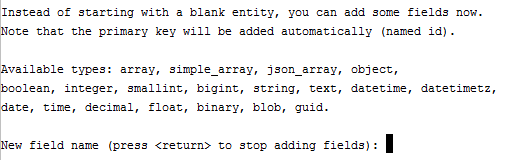 Instead of starting with a blank entity, you can add some fields now.
Note that the primary key will be added automatically (named id).
Available types: array, simple_array, json_array, object,
boolean, integer, smallint, bigint, string, text, datetime, datetimetz,
date, time, decimal, float, binary, blob, guid.
New field name (press <return> to stop adding fields):